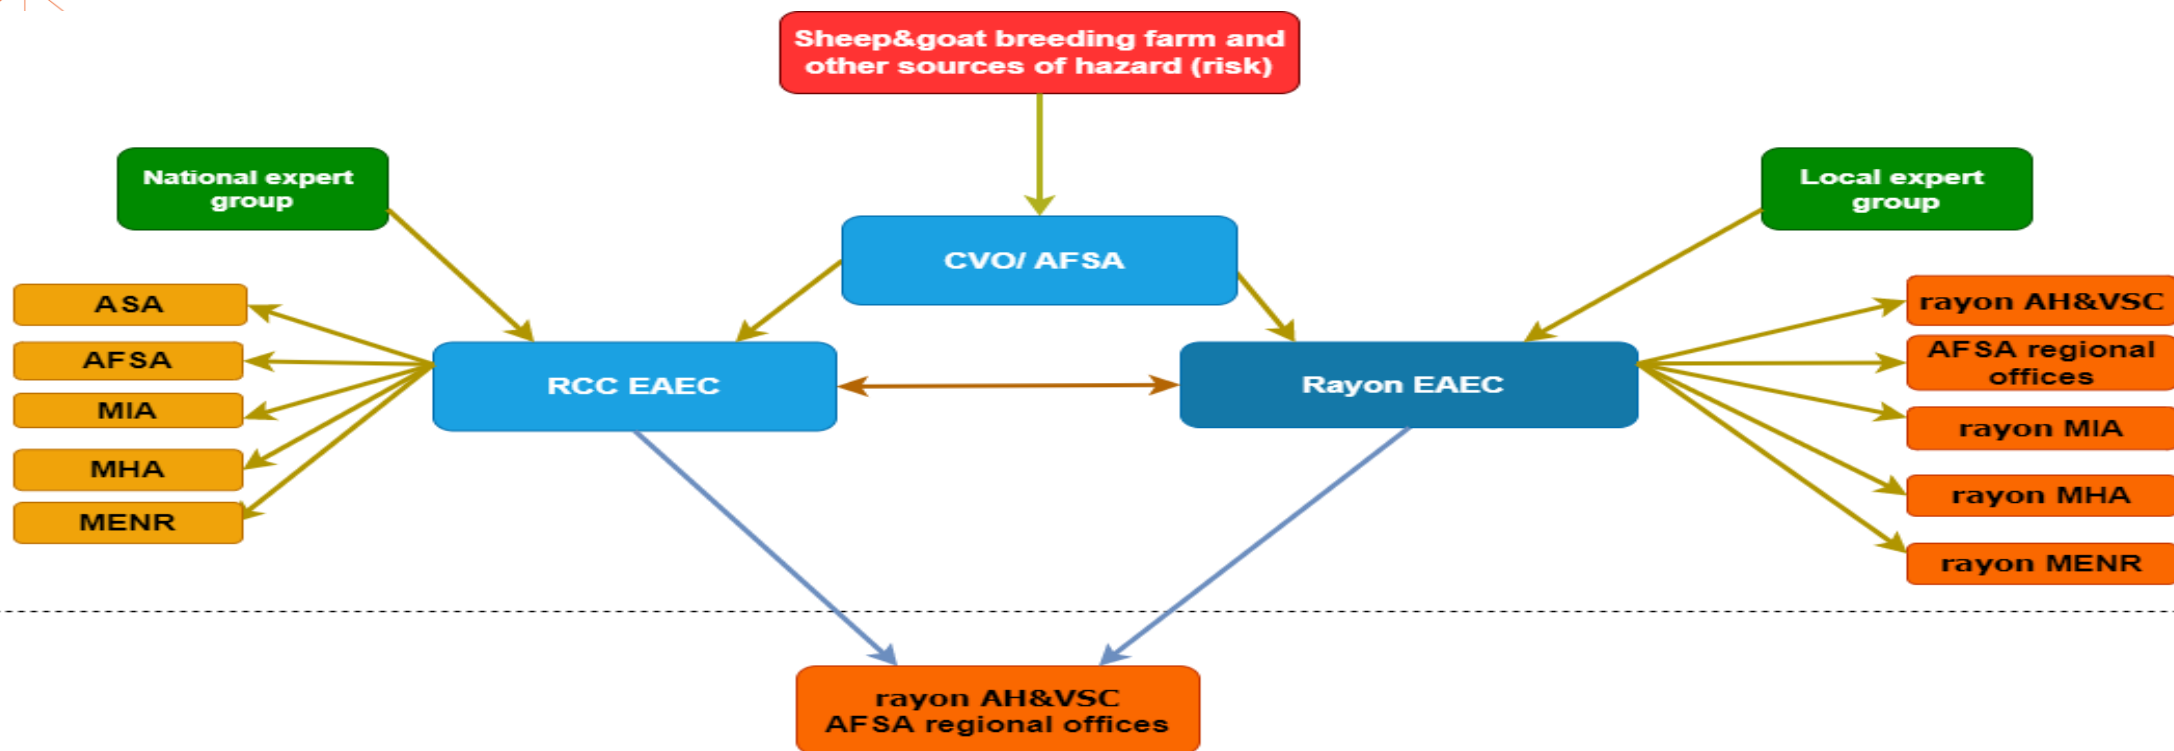 Sheep&goat breeding farm and
other sources of hazard (risk)
National expert
group
Local expert
group
CVO/ AFSA
ASA
AFSA
MIA
MHA
MENR
RCC EAEC
Rayon EAEC
rayon AH&VSC
AFSA regional
offices
rayon MIA
rayon MHA
rayon MENR
rayon AH&VSC
AFSA regional offices